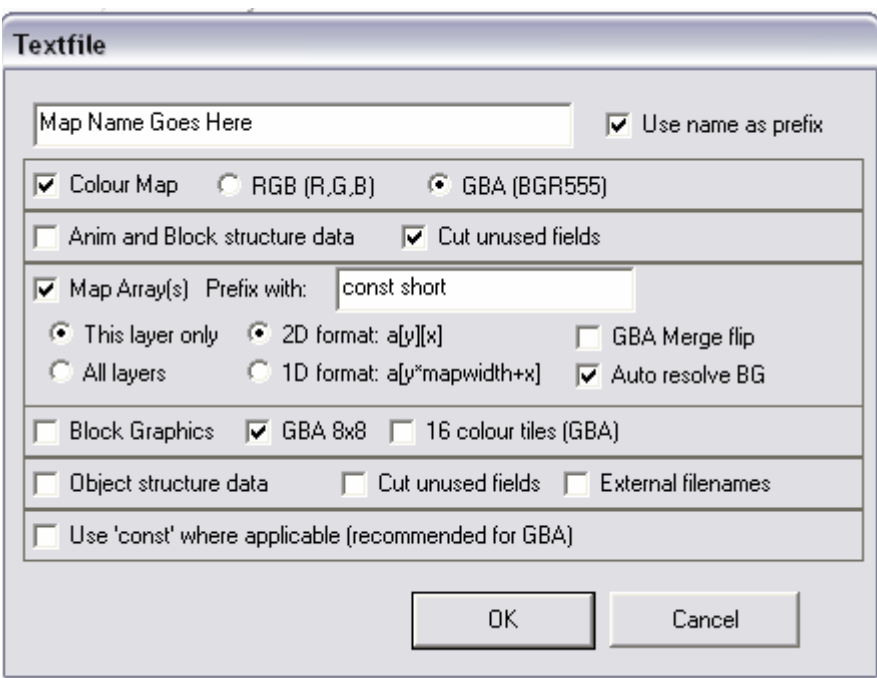 Textfile
Map Name Goes Here Use name as prefix
Colour Map RGB (R,G,B) GBA (BGR555)
Anim and Block structure data Cut unused fields
Map Array(s) Prefix with: const short
This layer only 2D format: a[y][x] GBA Merge flip
All layers 1D format: a[y*mapwidth+x] Auto resolve BG
Block Graphics GBA 8x8 16 colour tiles (GBA)
Object structure data Cut unused fields External filenames
Use 'const' where applicable (recommended for GBA)
OK Cancel